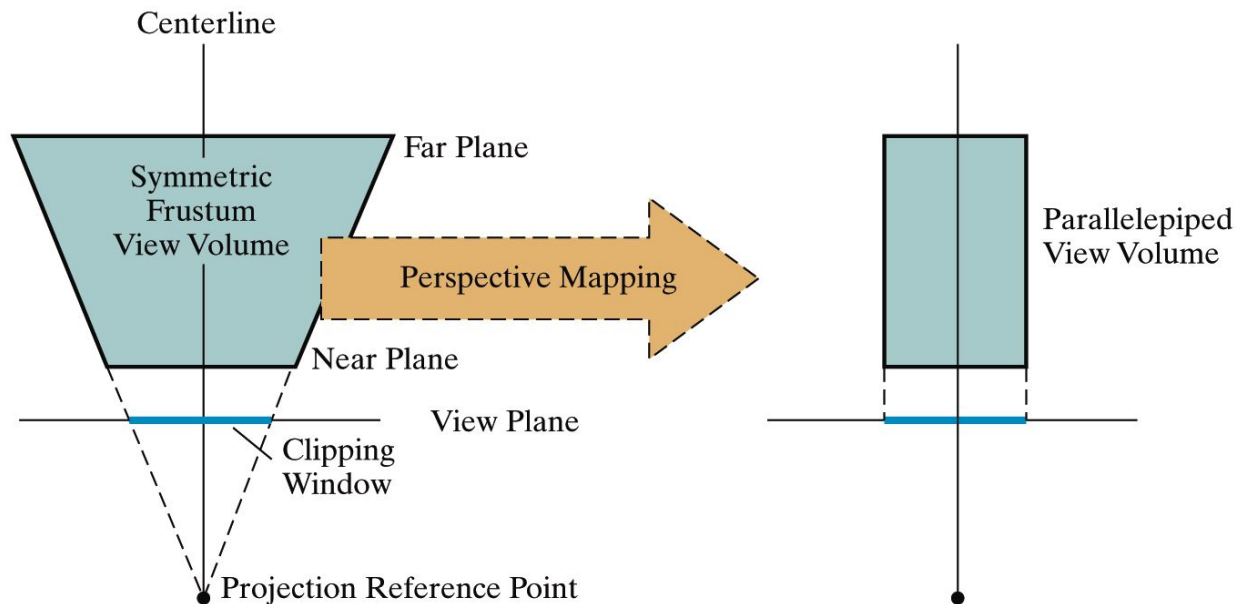 Centerline
Far Plane
Symmetric
Frustum
View Volume
Parallelepiped
View Volume
Perspective Mapping
Near Plane
View Plane
Clipping
Window
Projection Reference Point